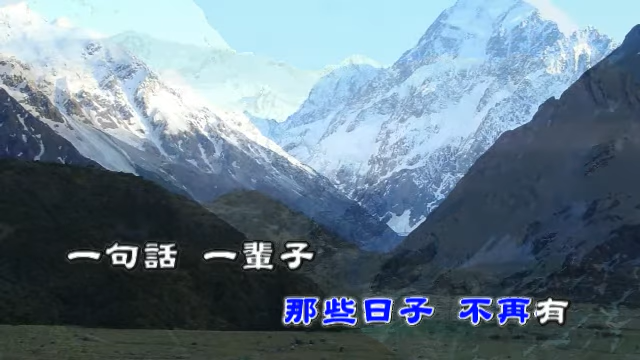 一句話 一輩子
那些日子 不再有